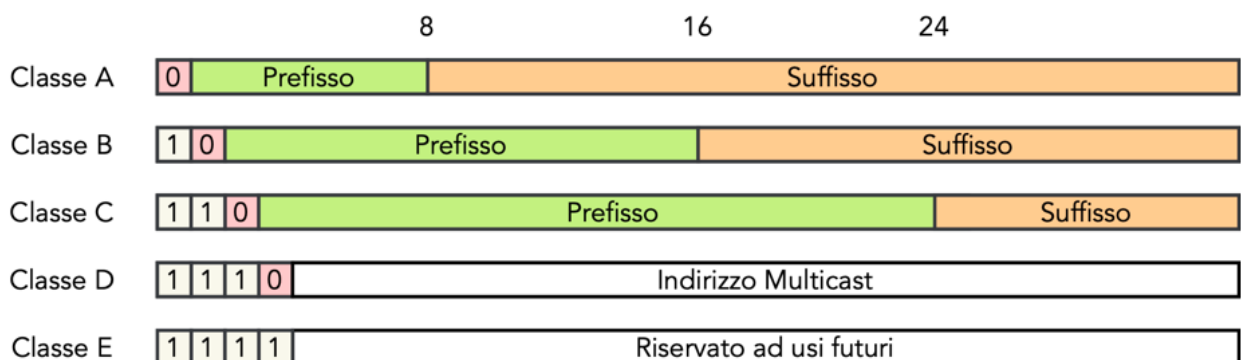 8 16 24
Classe A 0 Prefisso Suffisso
Classe B 1 0 Prefisso Suffisso
Classe C 1 1 0 Prefisso Suffisso
Classe D 1 1 1 0 Indirizzo Multicast
Classe E 1 1 1 1 Riservato ad usi futuri